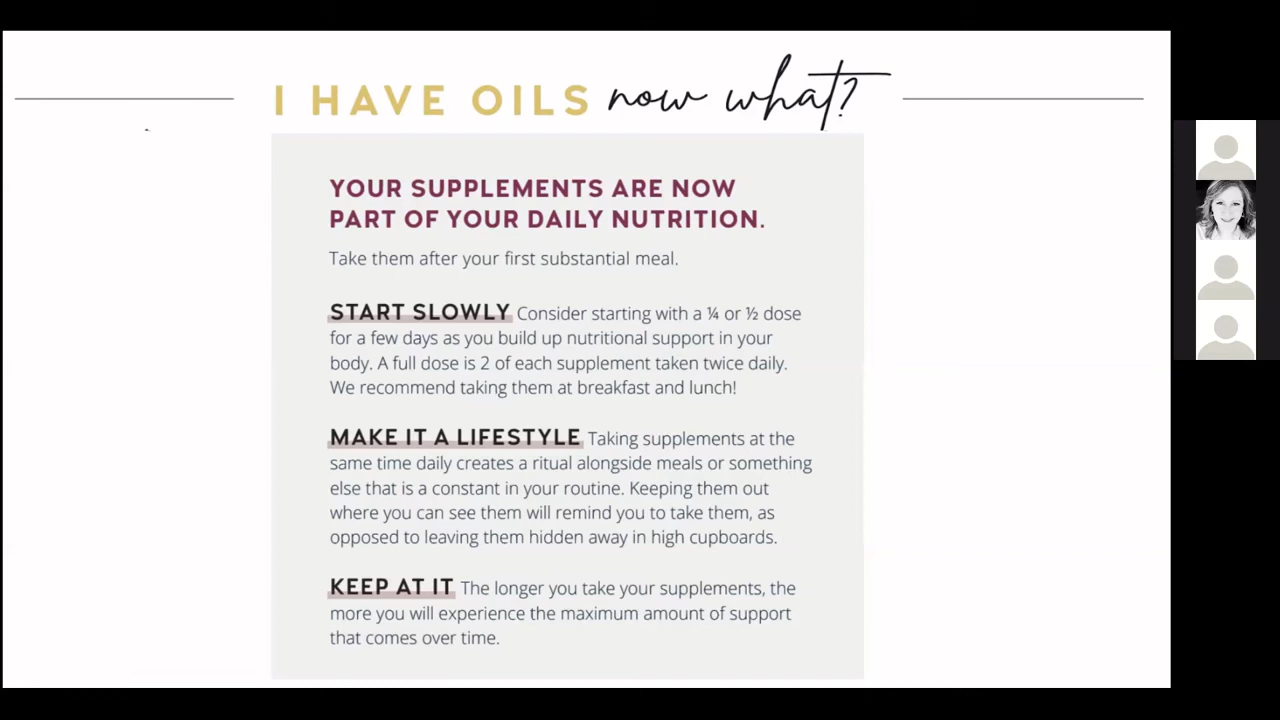 I HAVE OILS now what?
YOUR SUPPLEMENTS ARE NOW
PART OF YOUR DAILY NUTRITION.
Take them after your first substantial meal.
START SLOWLY Consider starting with a ¼ or ½ dose
for a few days as you build up nutritional support in your
body. A full dose is 2 of each supplement taken twice daily.
We recommend taking them at breakfast and lunch!
MAKE IT A LIFESTYLE Taking supplements at the
same time daily creates a ritual alongside meals or something
else that is a constant in your routine. Keeping them out
where you can see them will remind you to take them, as
opposed to leaving them hidden away in high cupboards.
KEEP AT IT The longer you take your supplements, the
more you will experience the maximum amount of support
that comes over time.